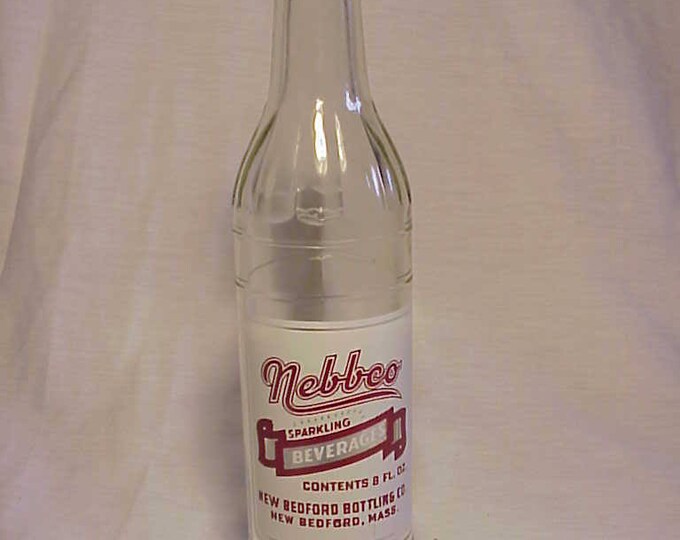 Nebbco
SPARKLING
BEVERAGES
CONTENTS 8 FL. OZ.
NEW BEDFORD BOTTLING CO.
NEW BEDFORD, MASS.